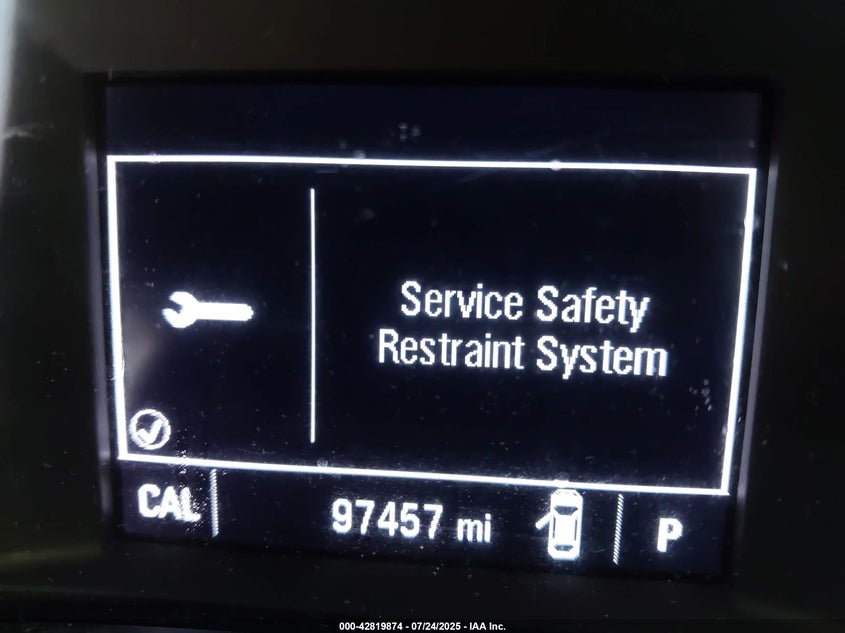 Service Safety
Restraint System
CAL 97457 mi P
000-42819874 - 07/24/2025 - IAA Inc.